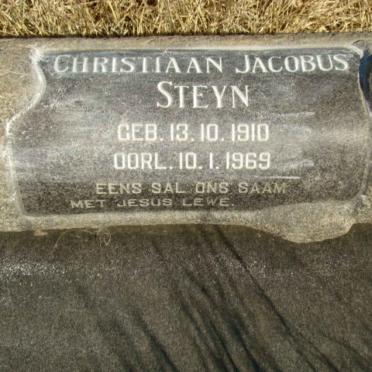 CHRISTIAAN JACOBUS
STEYN
GEB. 13.10.1910
OORL. 10.1.1969
EENS SAL ONS SAAM
MET JESUS LEWE.